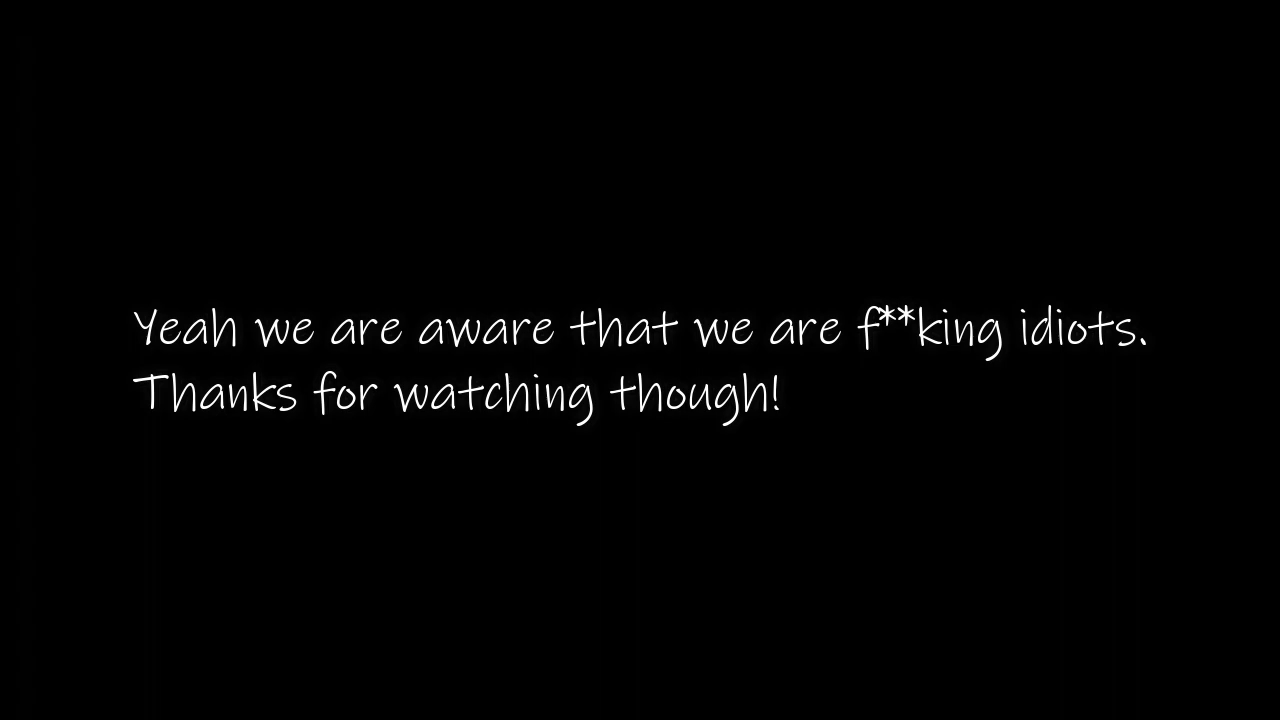 Yeah we are aware that we are f**king idiots.
Thanks for watching though!